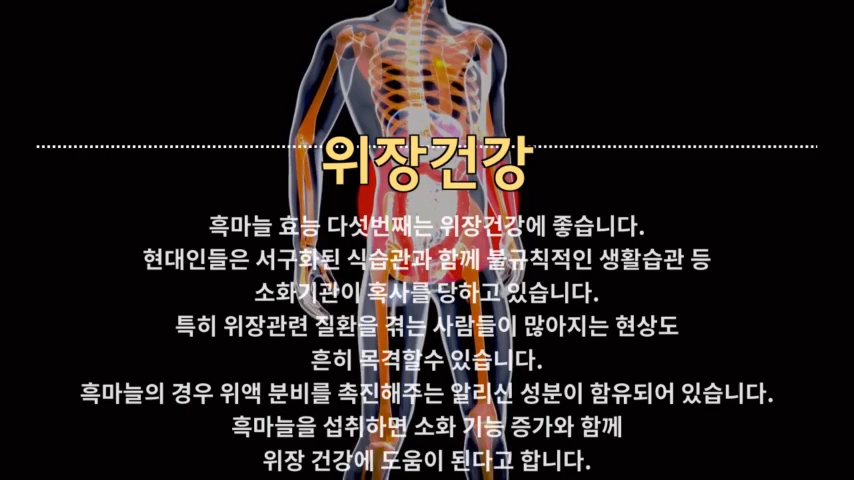 위장건강
흑마늘 효능 다섯번째는 위장건강에 좋습니다.
현대인들은 서구화된 식습관과 함께 불규칙적인 생활습관 등
소화기관이 혹사를 당하고 있습니다.
특히 위장관련 질환을 겪는 사람들이 많아지는 현상도
흔히 목격할수 있습니다.
흑마늘의 경우 위액 분비를 촉진해주는 알리신 성분이 함유되어 있습니다.
흑마늘을 섭취하면 소화 기능 증가와 함께
위장 건강에 도움이 된다고 합니다.